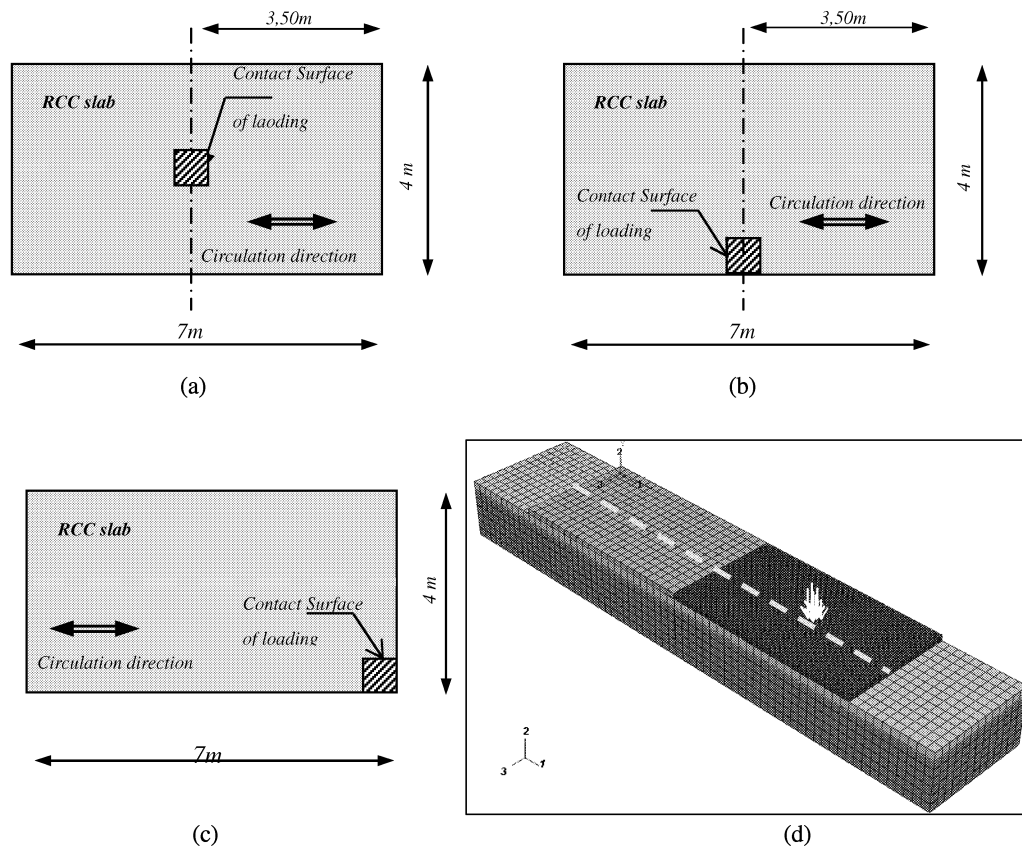 3,50m
Contact Surface
of laoding
RCC slab
4 m
Circulation direction
7m
(a)
3,50m
RCC slab
4 m
Contact Surface
of loading
Circulation direction
7m
(b)
RCC slab
4 m
Contact Surface
of loading
Circulation direction
7m
(c)
2
3
1
2
3
1
(d)